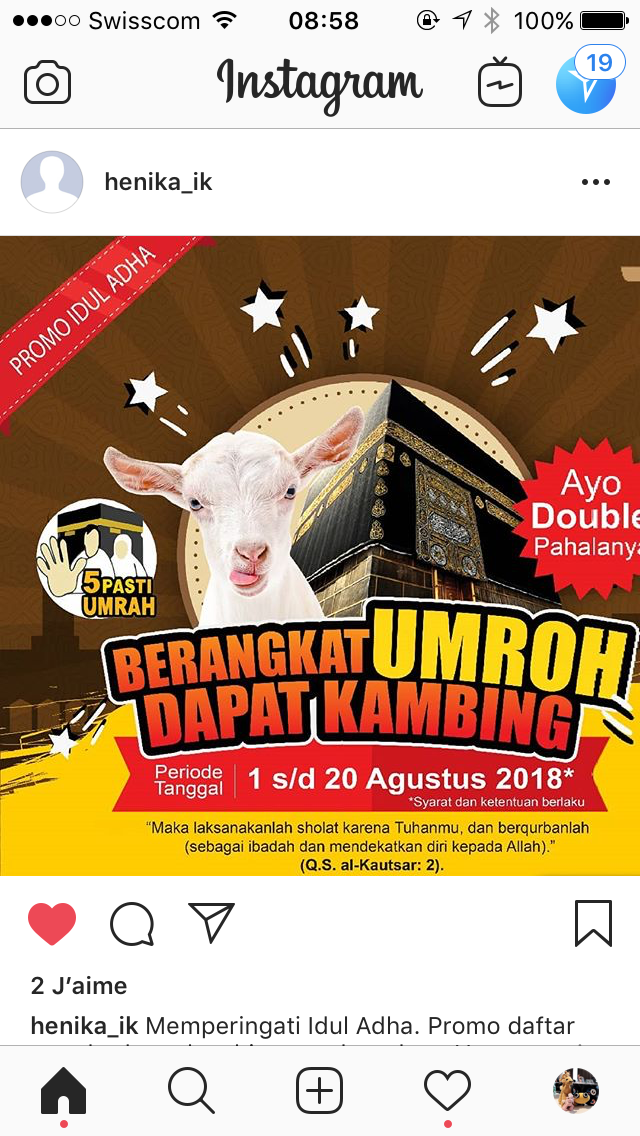 Swisscom 08:58 100%
Instagram
19
henika_ik
PROMO IDUL ADHA
Ayo
Double
Pahalanya
5 PASTI
UMRAH
BERANGKAT UMROH
DAPAT KAMBING
Periode
Tanggal
1 s/d 20 Agustus 2018*
*Syarat dan ketentuan berlaku
“Maka laksanakanlah sholat karena Tuhanmu, dan berqurbanlah
(sebagai ibadah dan mendekatkan diri kepada Allah).”
(Q.S. al-Kautsar: 2).
2 J’aime
henika_ik Memperingati Idul Adha. Promo daftar